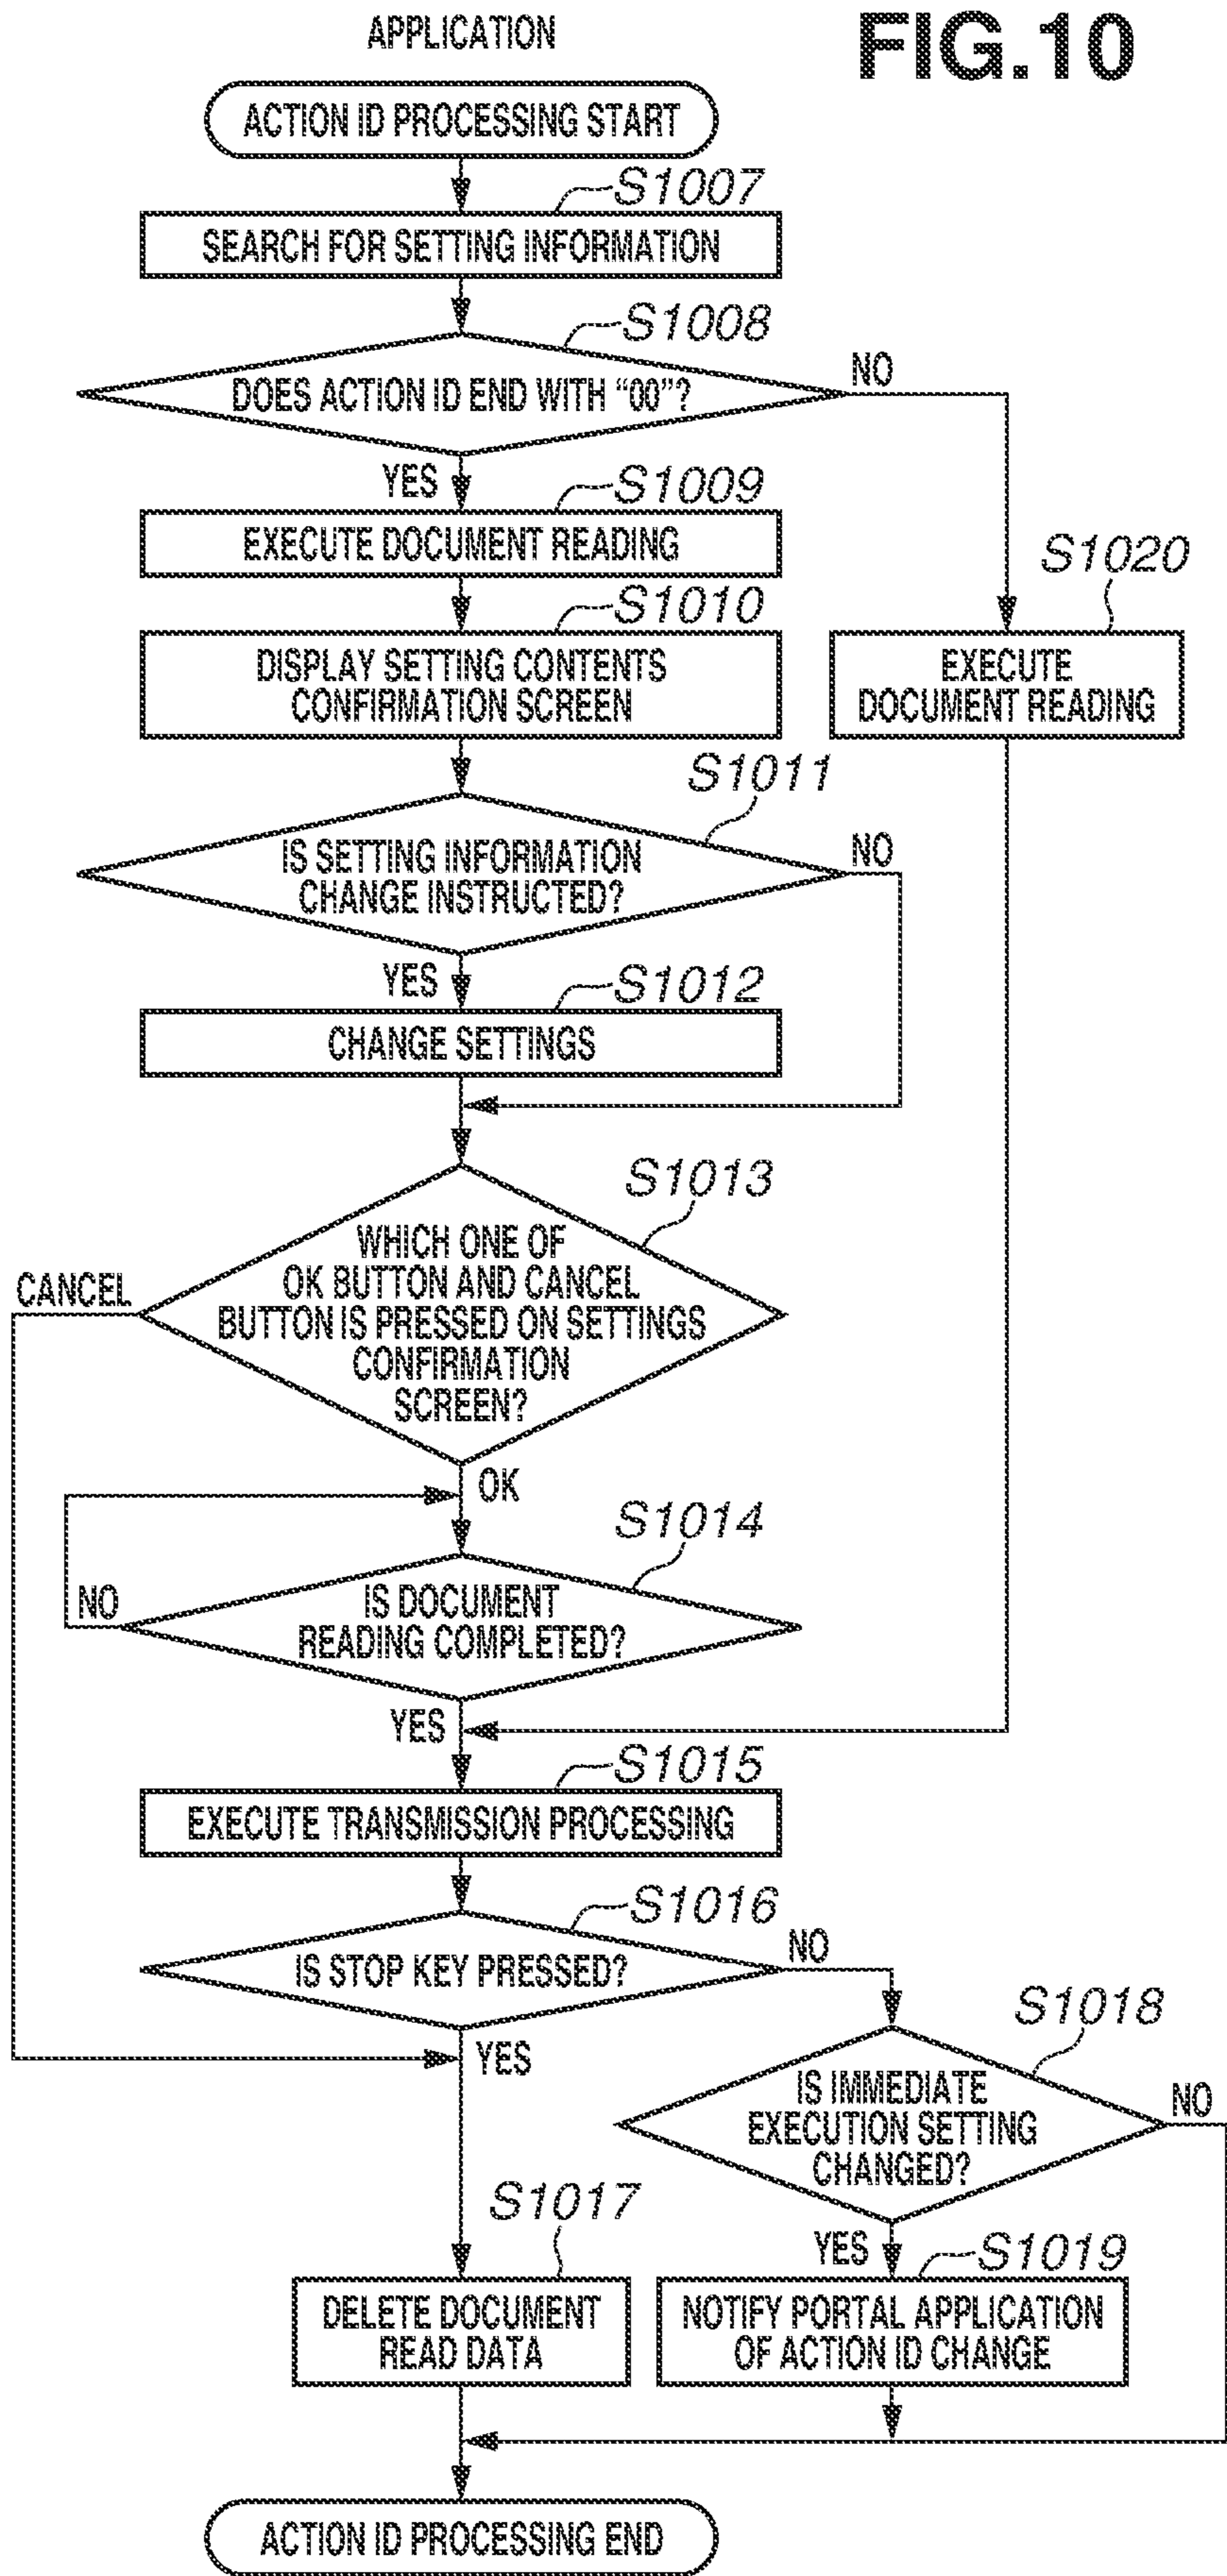 APPLICATION
FIG.10
ACTION ID PROCESSING START
S1007
SEARCH FOR SETTING INFORMATION
S1008
DOES ACTION ID END WITH “00”?
NO
YES
S1009
EXECUTE DOCUMENT READING
S1020
EXECUTE
DOCUMENT READING
S1010
DISPLAY SETTING CONTENTS
CONFIRMATION SCREEN
S1011
IS SETTING INFORMATION
CHANGE INSTRUCTED?
NO
YES
S1012
CHANGE SETTINGS
S1013
WHICH ONE OF
OK BUTTON AND CANCEL
BUTTON IS PRESSED ON SETTINGS
CONFIRMATION
SCREEN?
CANCEL
OK
S1014
IS DOCUMENT
READING COMPLETED?
NO
YES
S1015
EXECUTE TRANSMISSION PROCESSING
S1016
IS STOP KEY PRESSED?
NO
YES
S1018
IS IMMEDIATE
EXECUTION SETTING
CHANGED?
NO
YES
S1017
DELETE DOCUMENT
READ DATA
S1019
NOTIFY PORTAL APPLICATION
OF ACTION ID CHANGE
ACTION ID PROCESSING END